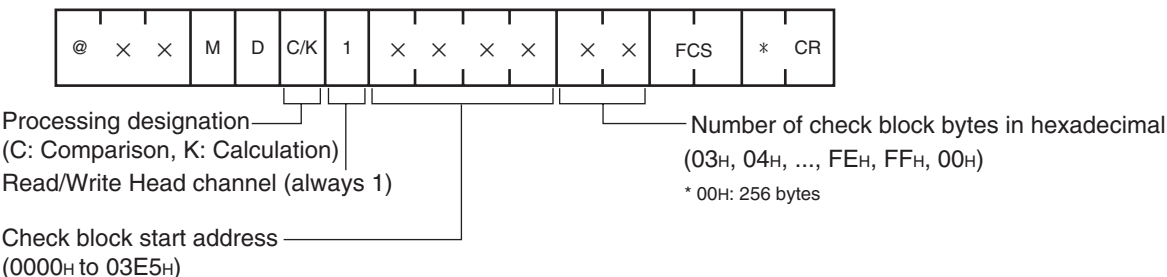 @ × × M D C/K 1 × × × × × × FCS * CR
Processing designation
(C: Comparison, K: Calculation)
Read/Write Head channel (always 1)
Check block start address
(0000H to 03E5H)
Number of check block bytes in hexadecimal
(03H, 04H, ..., FEH, FFH, 00H)
* 00H: 256 bytes